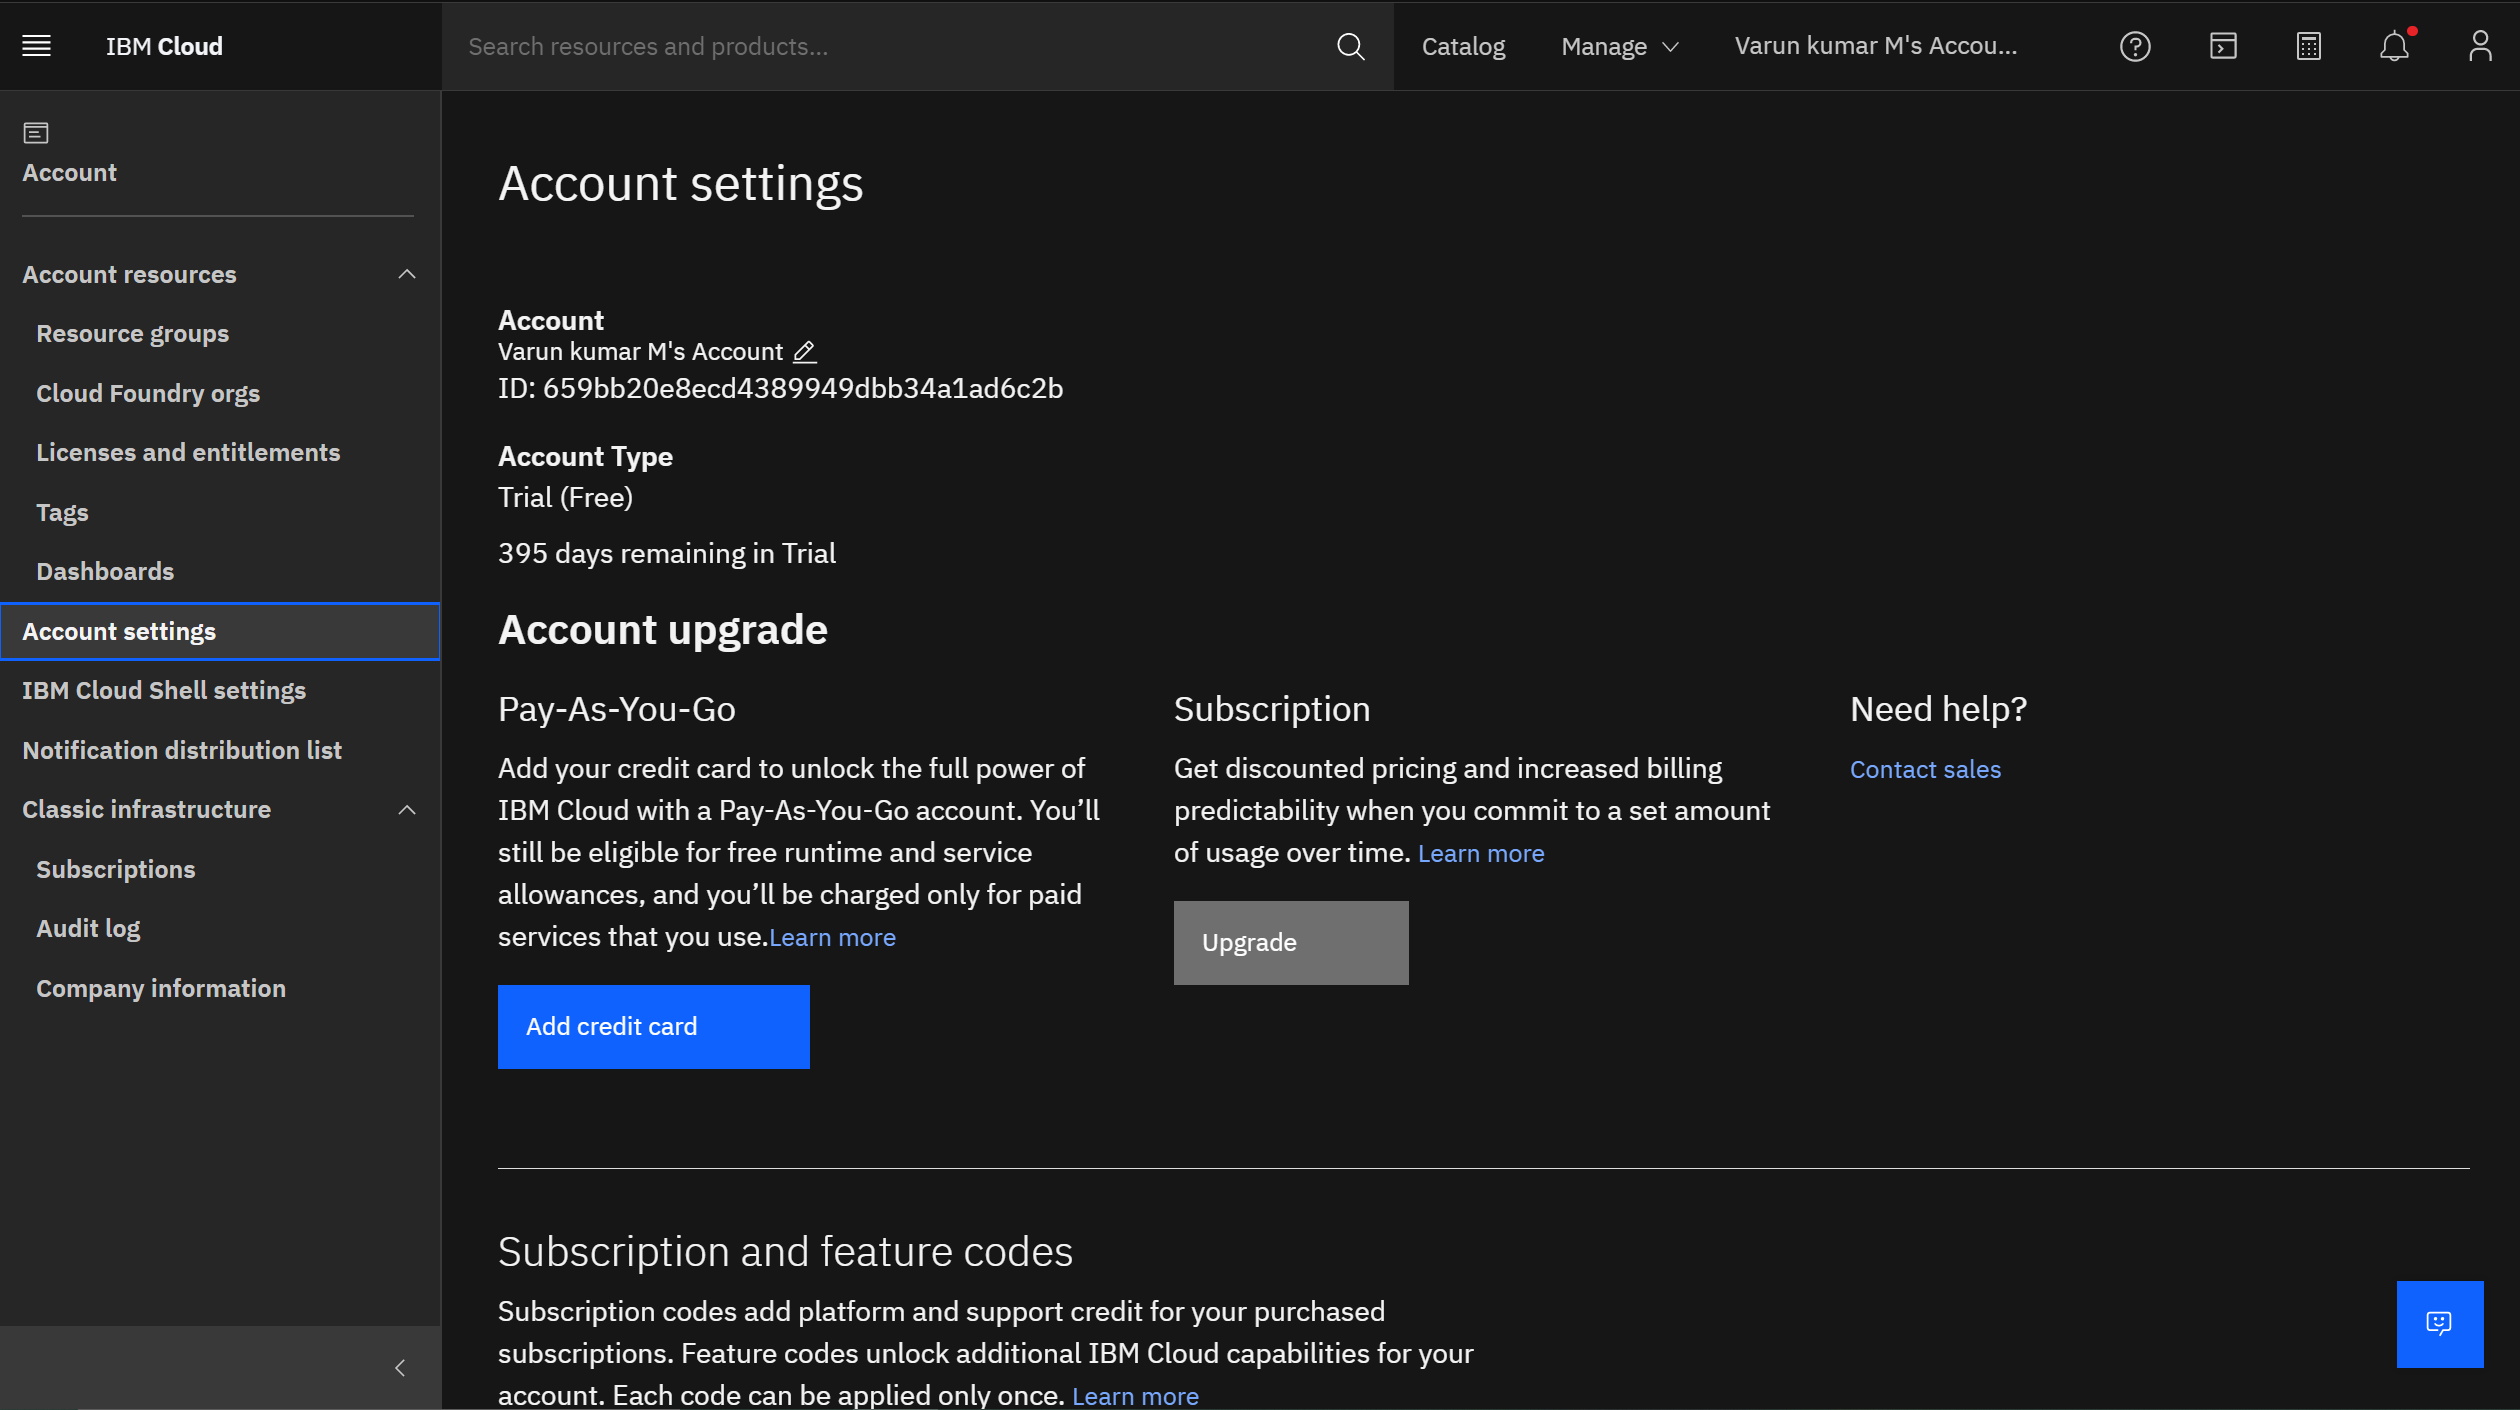 IBM Cloud
Search resources and products...
Catalog
Manage
Varun kumar M's Accou...
Account
Account resources
Resource groups
Cloud Foundry orgs
Licenses and entitlements
Tags
Dashboards
Account settings
IBM Cloud Shell settings
Notification distribution list
Classic infrastructure
Subscriptions
Audit log
Company information
Account settings
Account
Varun kumar M's Account
ID: 659bb20e8ecd4389949dbb34a1ad6c2b
Account Type
Trial (Free)
395 days remaining in Trial
Account upgrade
Pay-As-You-Go
Add your credit card to unlock the full power of
IBM Cloud with a Pay-As-You-Go account. You’ll
still be eligible for free runtime and service
allowances, and you’ll be charged only for paid
services that you use.Learn more
Add credit card
Subscription
Get discounted pricing and increased billing
predictability when you commit to a set amount
of usage over time. Learn more
Upgrade
Need help?
Contact sales
Subscription and feature codes
Subscription codes add platform and support credit for your purchased
subscriptions. Feature codes unlock additional IBM Cloud capabilities for your
account. Each code can be applied only once. Learn more